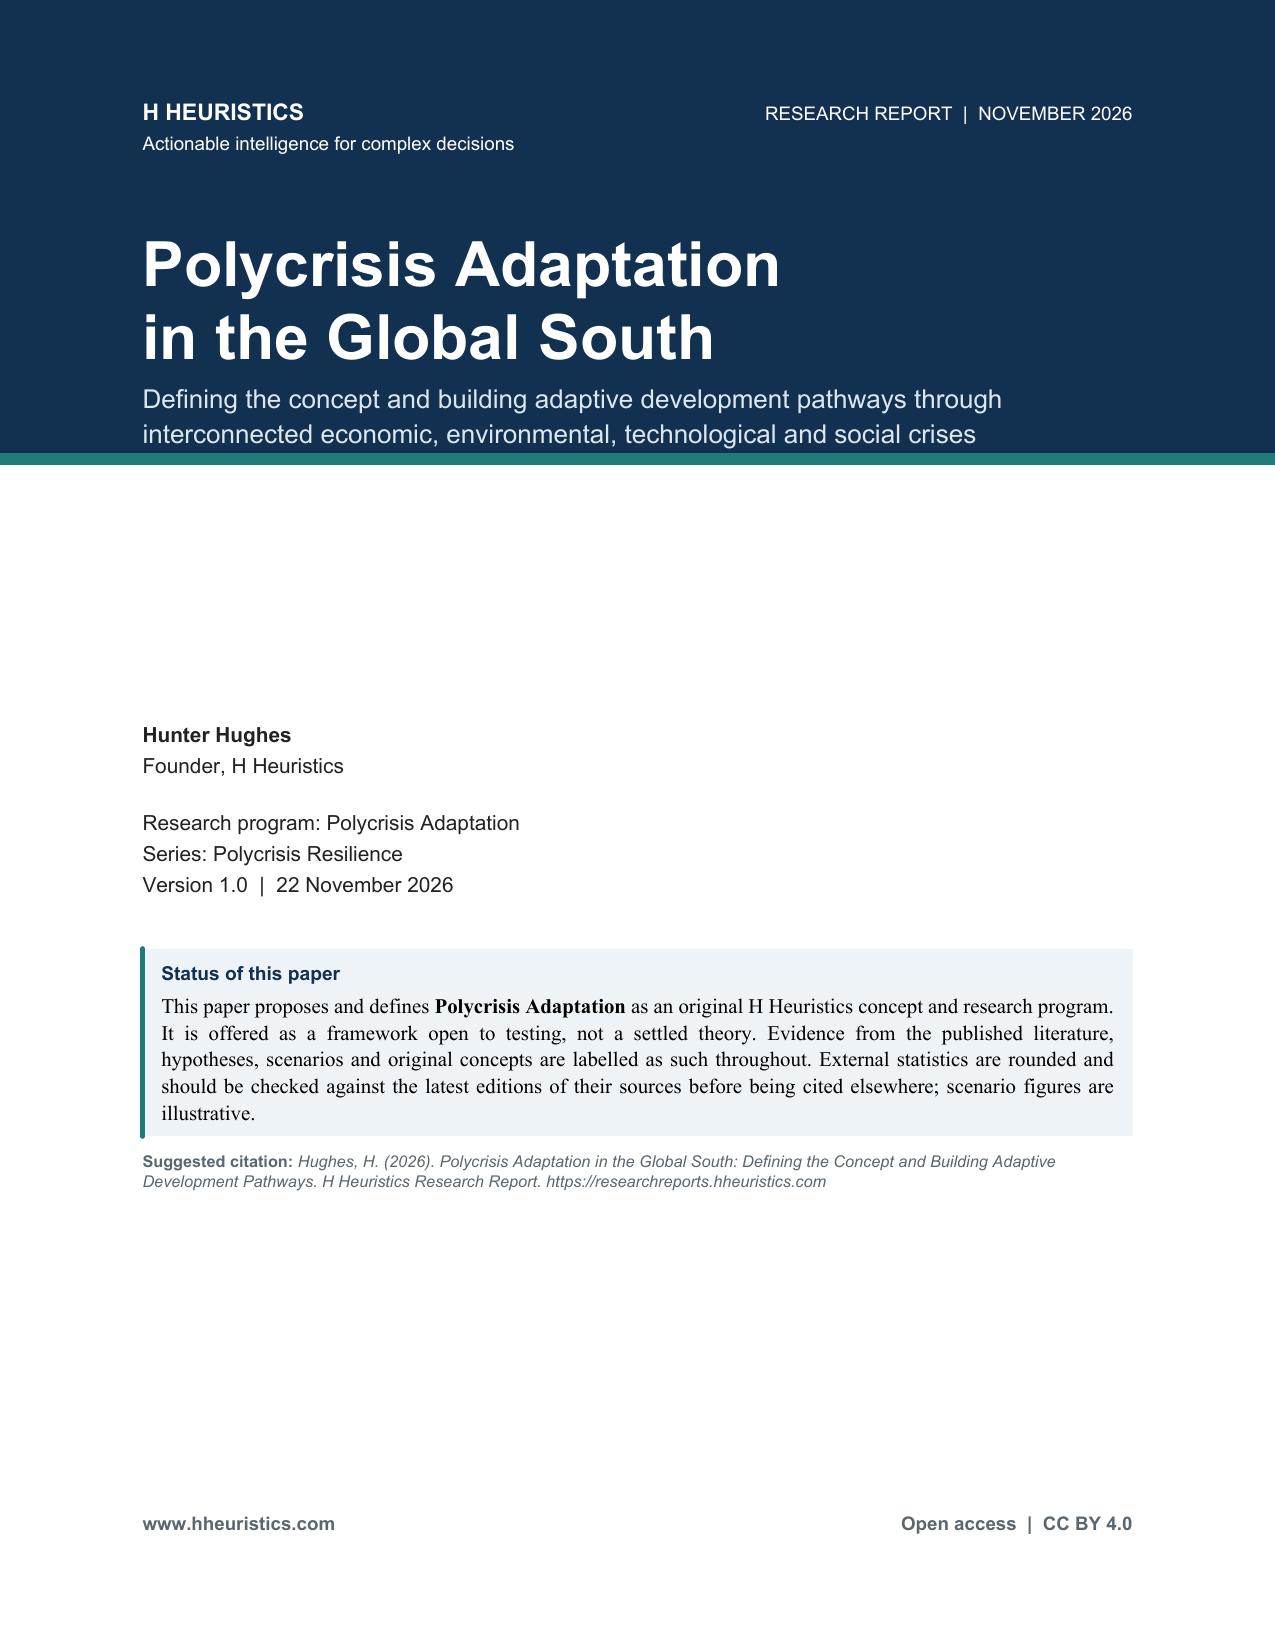 H HEURISTICS
RESEARCH REPORT | NOVEMBER 2026
Actionable intelligence for complex decisions
Polycrisis Adaptation
in the Global South
Defining the concept and building adaptive development pathways through
interconnected economic, environmental, technological and social crises
Hunter Hughes
Founder, H Heuristics
Research program: Polycrisis Adaptation
Series: Polycrisis Resilience
Version 1.0 | 22 November 2026
Status of this paper
This paper proposes and defines Polycrisis Adaptation as an original H Heuristics concept and research program.
It is offered as a framework open to testing, not a settled theory. Evidence from the published literature,
hypotheses, scenarios and original concepts are labelled as such throughout. External statistics are rounded and
should be checked against the latest editions of their sources before being cited elsewhere; scenario figures are
illustrative.
Suggested citation: Hughes, H. (2026). Polycrisis Adaptation in the Global South: Defining the Concept and Building Adaptive
Development Pathways. H Heuristics Research Report. https://researchreports.hheuristics.com
www.hheuristics.com
Open access | CC BY 4.0